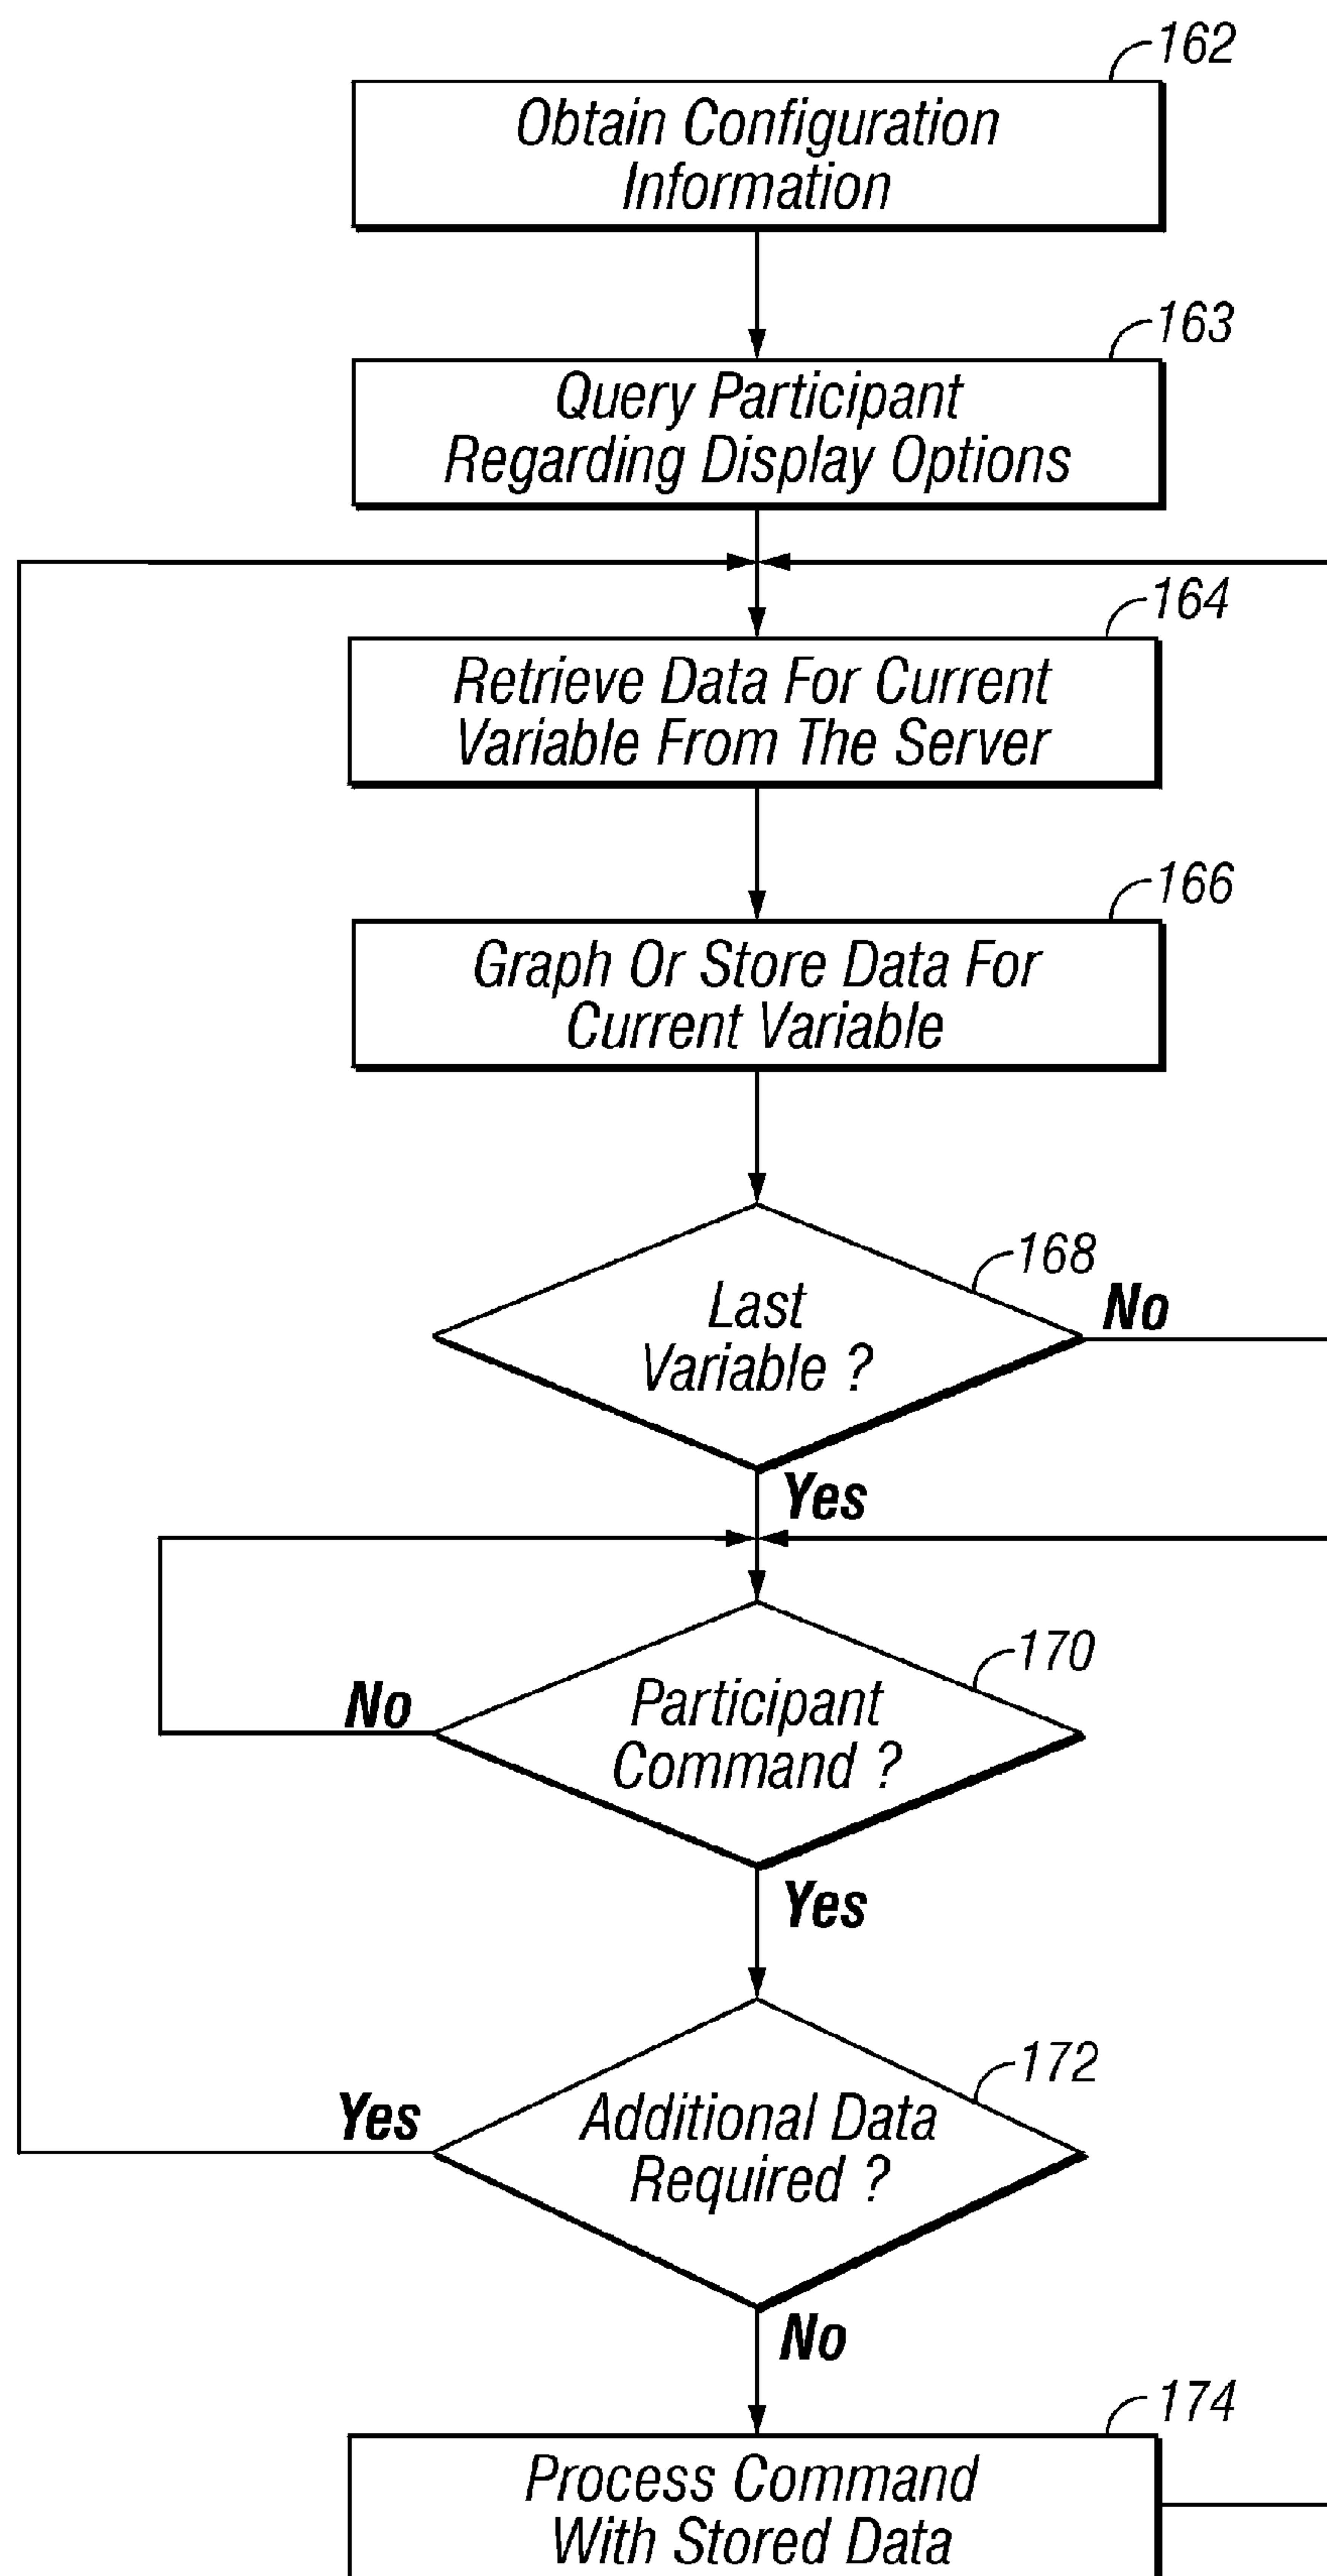 162
Obtain Configuration
Information
163
Query Participant
Regarding Display Options
164
Retrieve Data For Current
Variable From The Server
166
Graph Or Store Data For
Current Variable
168
Last
Variable ?
No
Yes
170
Participant
Command ?
No
Yes
172
Additional Data
Required ?
Yes
No
174
Process Command
With Stored Data